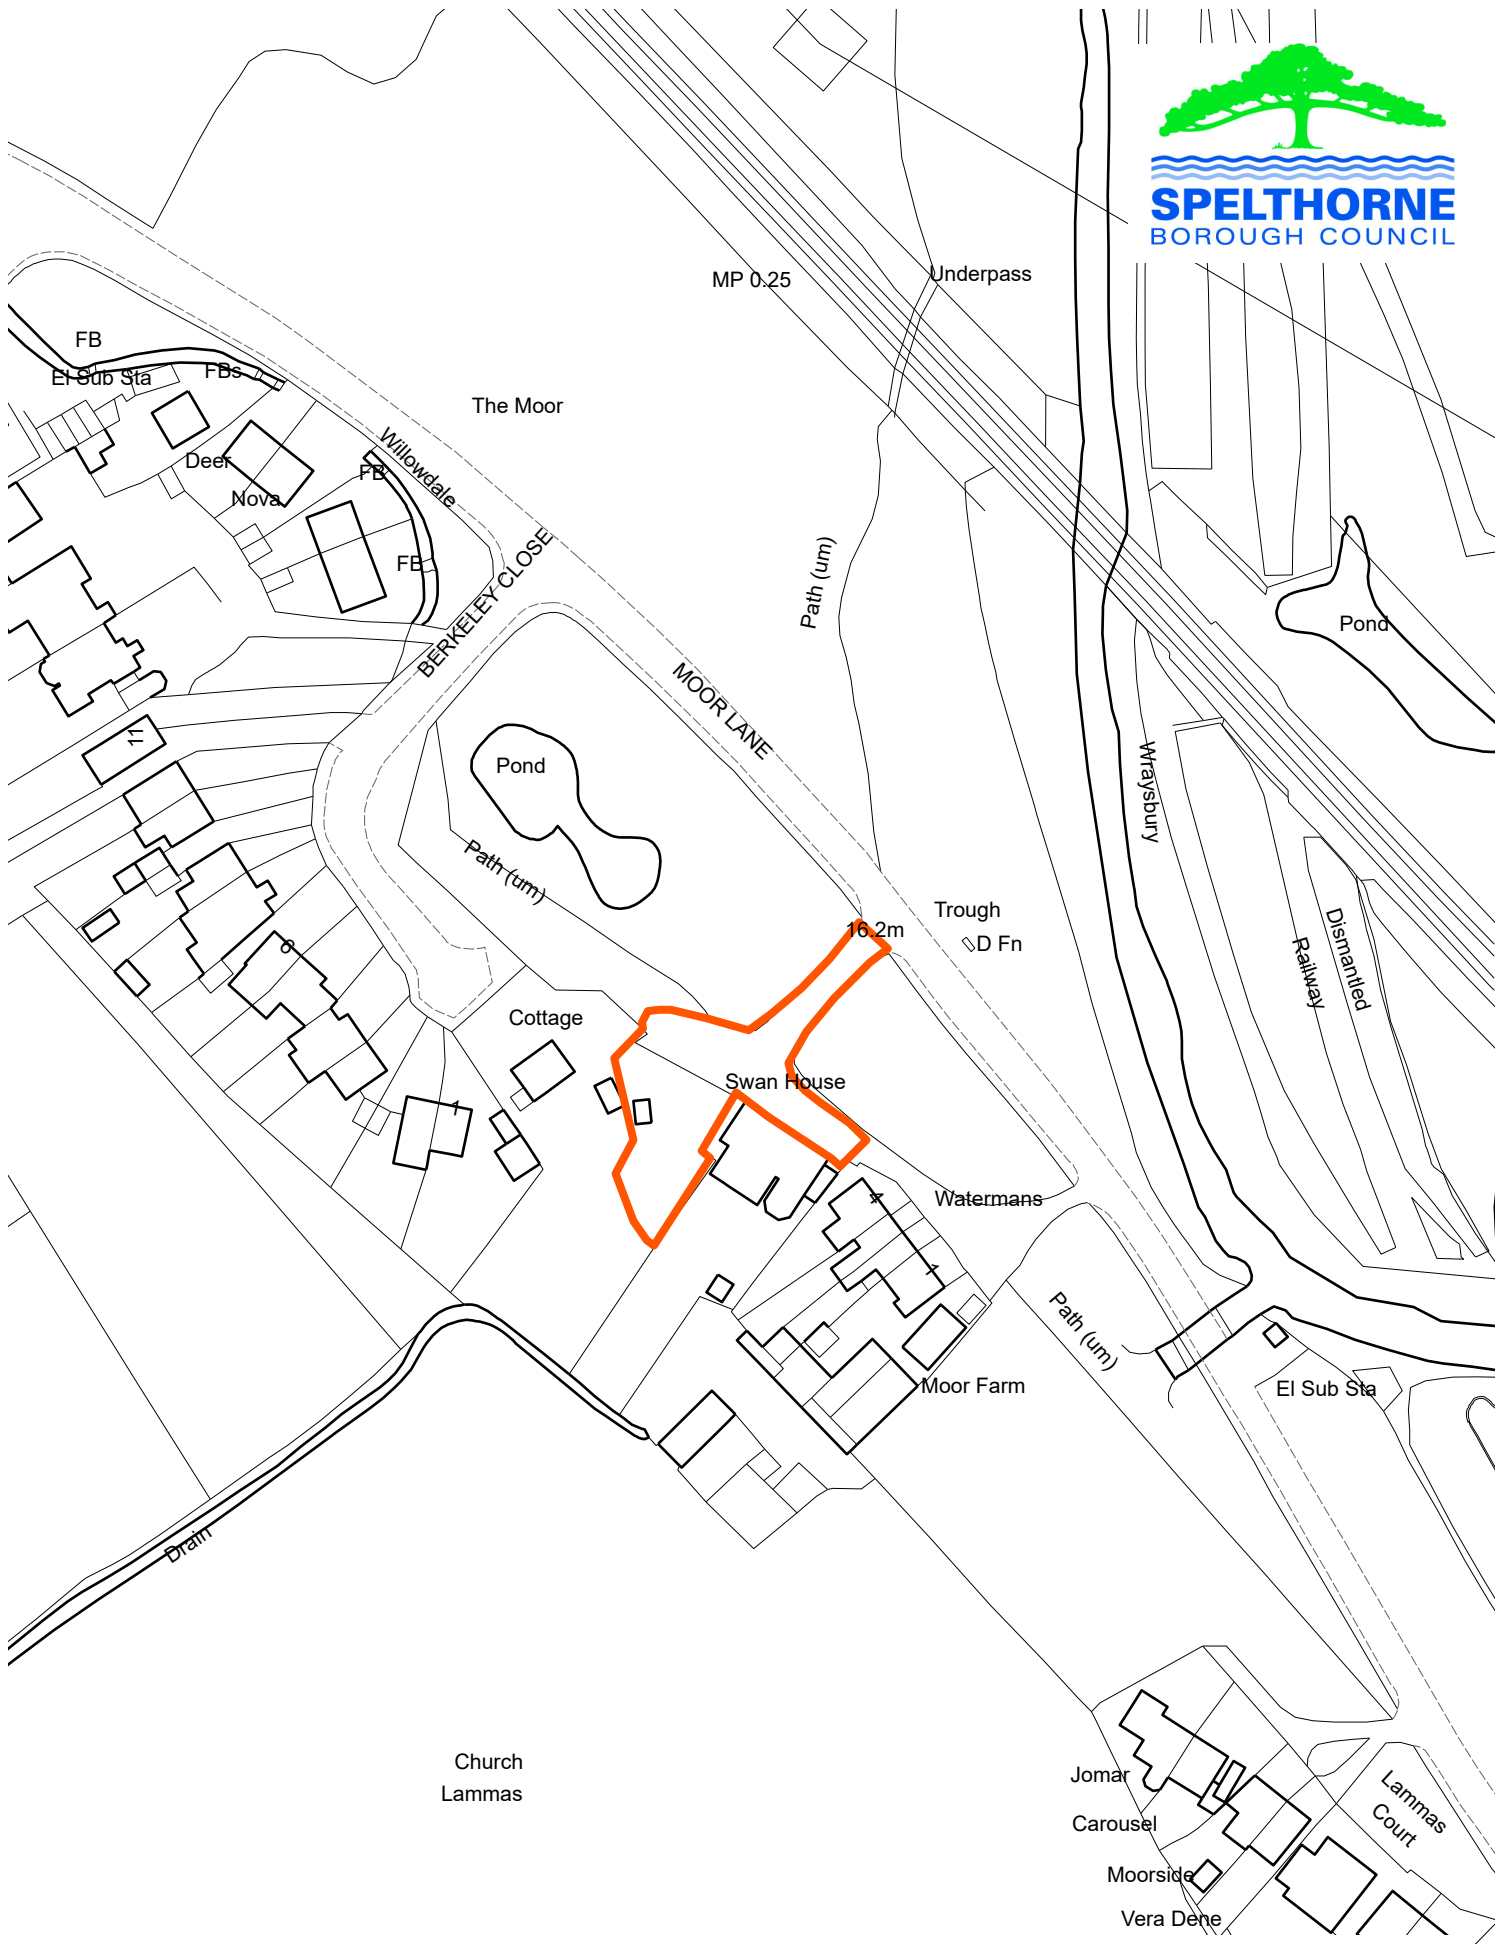 SPELTHORNE
BOROUGH COUNCIL
MP 0.25
Underpass
FB
El Sub Sta
FBs
The Moor
Willowdale
Deer
FB
Nova
FB
BERKELEY CLOSE
Path (um)
Pond
MOOR LANE
11
Pond
Wraysbury
Path (um)
Trough
16.2m
D Fn
6
Dismantled
Railway
Cottage
Swan House
1
4
Watermans
1
Path (um)
Moor Farm
El Sub Sta
Drain
Church
Lammas
Jomar
Carousel
Lammas
Court
Moorside
Vera Dene